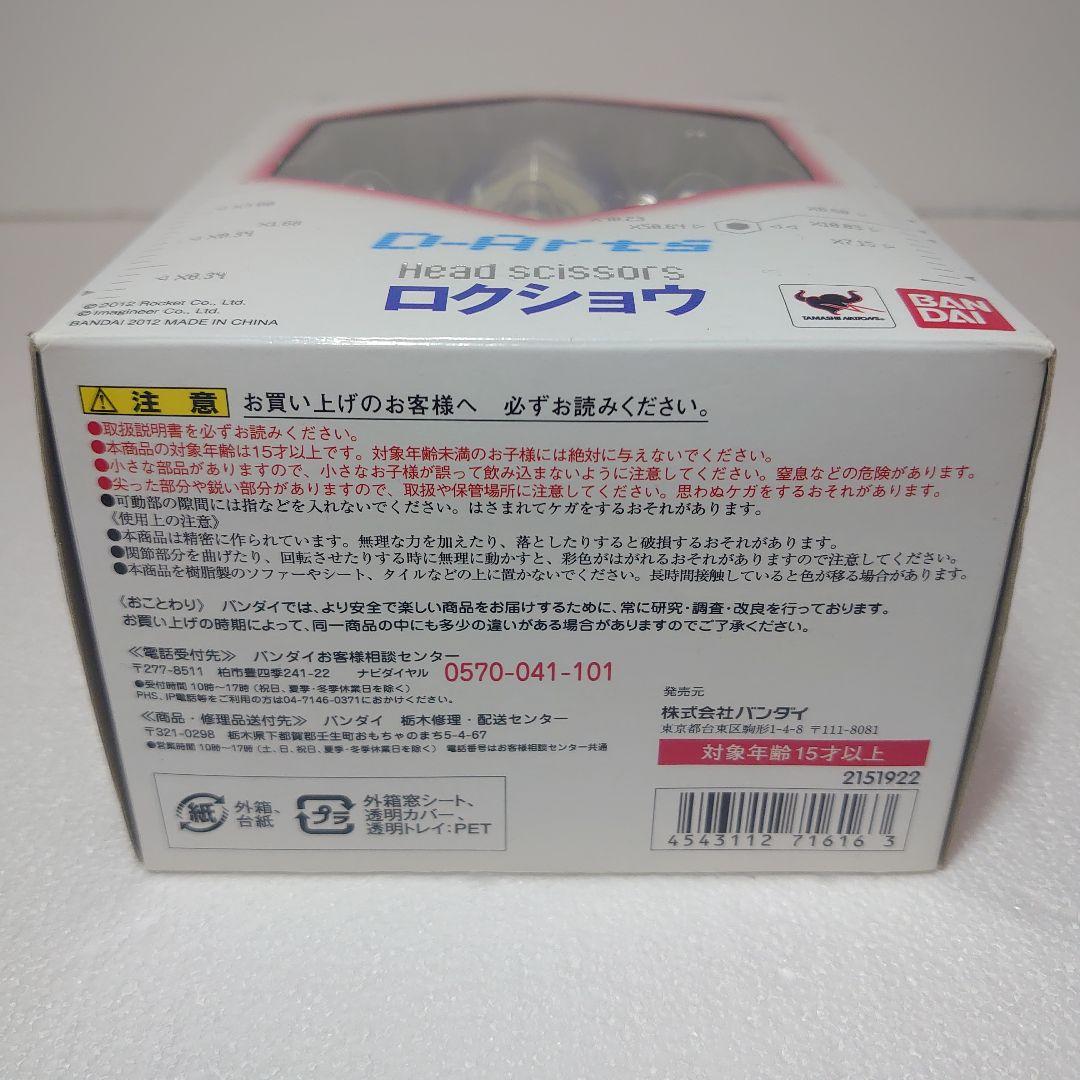 D-Arts
Head scissors
ロクショウ
©2012 Rocket Co., Ltd.
©Imagineer Co., Ltd.
BANDAI 2012 MADE IN CHINA
X1.68
X8.34
X50.64
X10.05
X7.15
TAMASHII NATIONS
BAN
DAI
注意 お買い上げのお客様へ 必ずお読みください。
●取扱説明書を必ずお読みください。
●本商品の対象年齢は15才以上です。対象年齢未満のお子様には絶対に与えないでください。
●小さな部品がありますので、小さなお子様が誤って飲み込まないように注意してください。窒息などの危険があります。
●尖った部分や鋭い部分がありますので、取扱や保管場所に注意してください。思わぬケガをするおそれがあります。
●可動部の隙間には指などを入れないでください。はさまれてケガをするおそれがあります。
《使用上の注意》
●本商品は精密に作られています。無理な力を加えたり、落としたりすると破損するおそれがあります。
●関節部分を曲げたり、回転させたりする時に無理に動かすと、彩色がはがれるおそれがありますので注意してください。
●本商品を樹脂製のソファーやシート、タイルなどの上に置かないでください。長時間接触していると色が移る場合があります。
《おことわり》 バンダイでは、より安全で楽しい商品をお届けするために、常に研究・調査・改良を行っております。
お買い上げの時期によって、同一商品の中にも多少の違いがある場合がありますのでご了承ください。
≪電話受付先≫ バンダイお客様相談センター
〒277-8511 柏市豊四季241-22 ナビダイヤル 0570-041-101
●受付時間 10時〜17時 (祝日、夏季・冬季休業日を除く)
PHS、IP電話等をご利用の方は04-7146-0371におかけください。
≪商品・修理品送付先≫ バンダイ 栃木修理・配送センター
〒321-0298 栃木県下都賀郡壬生町おもちゃのまち5-4-67
●営業時間 10時〜17時 (土、日、祝日、夏季・冬季休業日を除く) 電話番号はお客様相談センター共通
発売元
株式会社バンダイ
東京都台東区駒形1-4-8 〒111-8081
対象年齢15才以上
2151922
紙 外箱、
台紙
プラ 外箱窓シート、
透明カバー、
透明トレイ:PET
4543112 71616 3